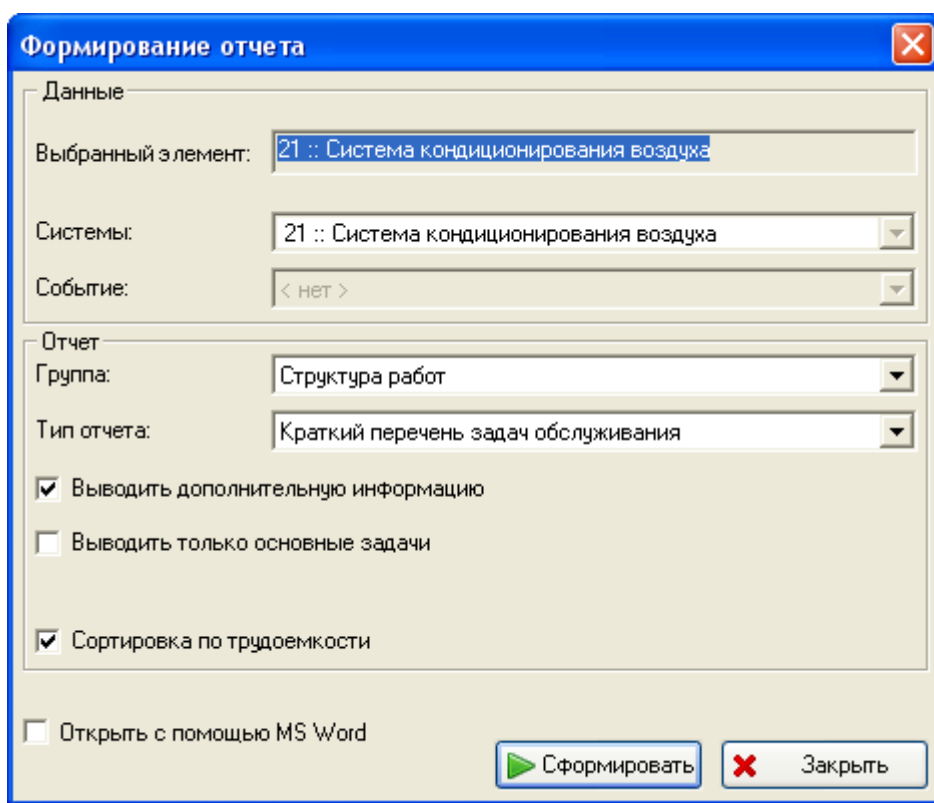 Формирование отчета
Данные
Выбранный элемент: 21 :: Система кондиционирования воздуха
Системы: 21 :: Система кондиционирования воздуха
Событие: < нет >
Отчет
Группа: Структура работ
Тип отчета: Краткий перечень задач обслуживания
Выводить дополнительную информацию
Выводить только основные задачи
Сортировка по трудоемкости
Открыть с помощью MS Word
Сформировать Закрыть